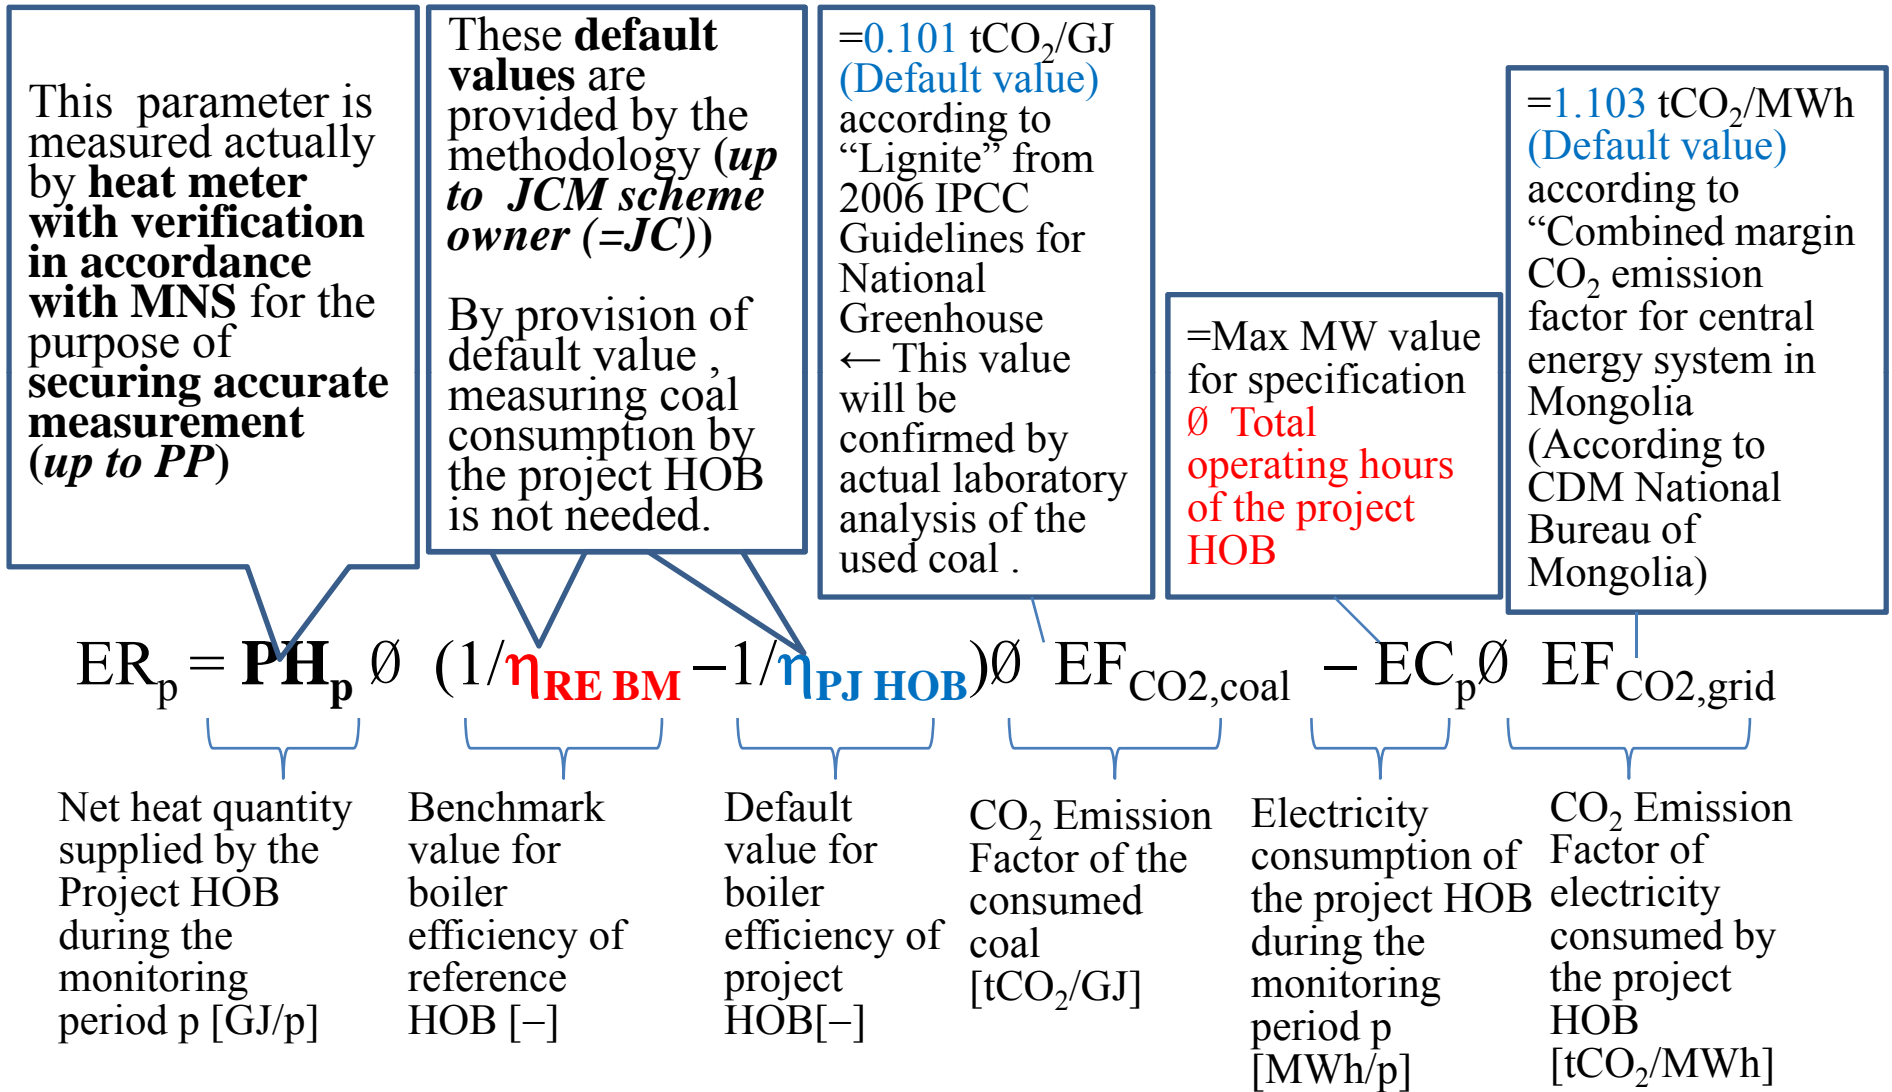 This parameter is
measured actually
by heat meter
with verification
in accordance
with MNS for the
purpose of
securing accurate
measurement
(up to PP)
These default
values are
provided by the
methodology (up
to JCM scheme
owner (=JC))
By provision of
default value ,
measuring coal
consumption by
the project HOB
is not needed.
=0.101 tCO₂/GJ
(Default value)
according to
“Lignite” from
2006 IPCC
Guidelines for
National
Greenhouse
← This value
will be
confirmed by
actual laboratory
analysis of the
used coal .
=Max MW value
for specification
Ø Total
operating hours
of the project
HOB
=1.103 tCO₂/MWh
(Default value)
according to
“Combined margin
CO₂ emission
factor for central
energy system in
Mongolia
(According to
CDM National
Bureau of
Mongolia)
ERp = PHp Ø (1/ηRE BM –1/ηPJ HOB)Ø EFCO2,coal – ECpØ EFCO2,grid
Net heat quantity
supplied by the
Project HOB
during the
monitoring
period p [GJ/p]
Benchmark
value for
boiler
efficiency of
reference
HOB [–]
Default
value for
boiler
efficiency of
project
HOB[–]
CO₂ Emission
Factor of the
consumed
coal
[tCO₂/GJ]
Electricity
consumption of
the project HOB
during the
monitoring
period p
[MWh/p]
CO₂ Emission
Factor of
electricity
consumed by
the project
HOB
[tCO₂/MWh]